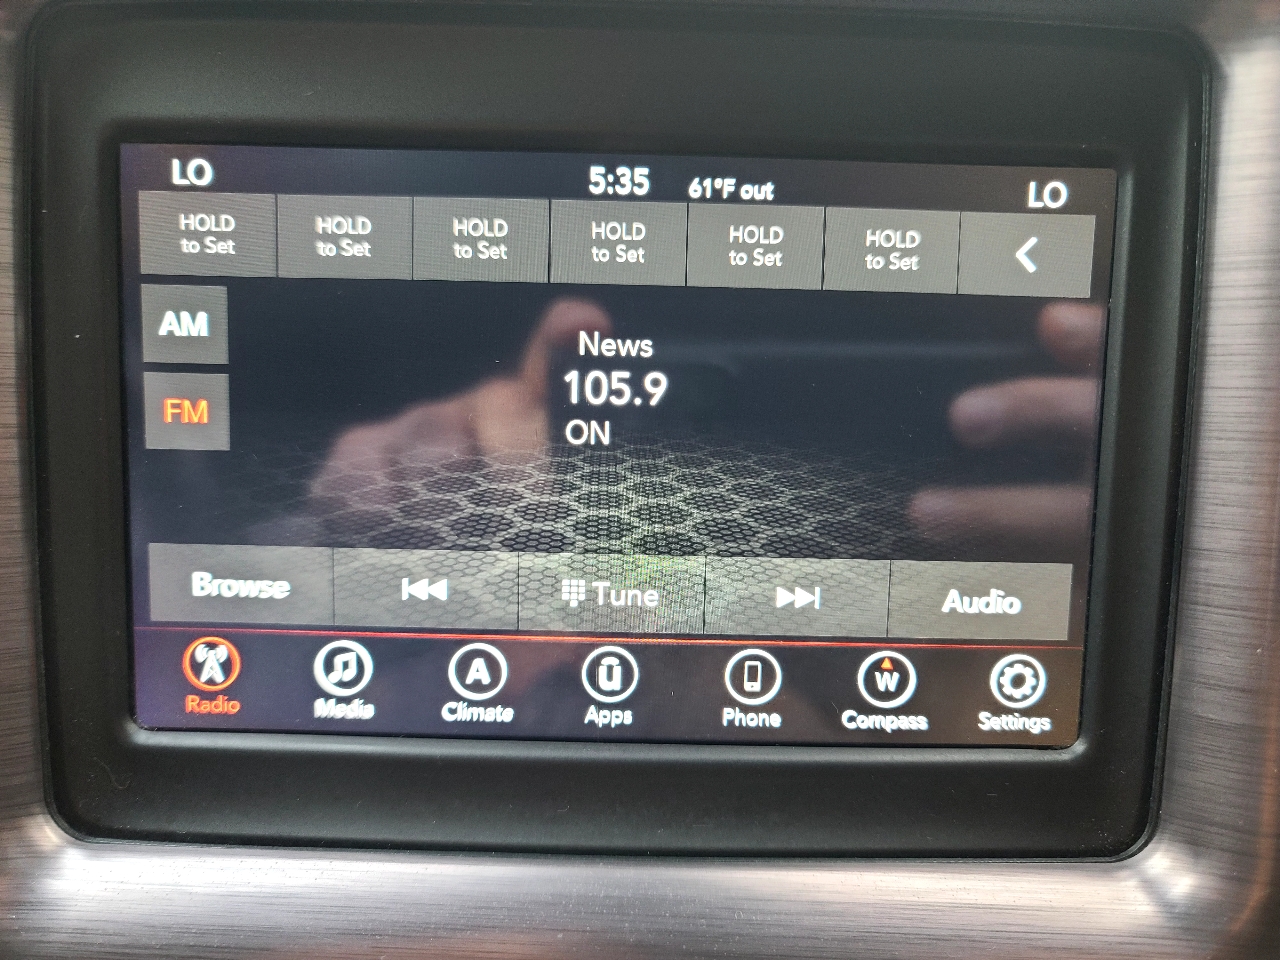 LO 5:35 61°F out LO
HOLD to Set
HOLD to Set
HOLD to Set
HOLD to Set
HOLD to Set
HOLD to Set
AM
FM
News
105.9
ON
Browse Tune Audio
A W
Radio Media Climate Apps Phone Compass Settings